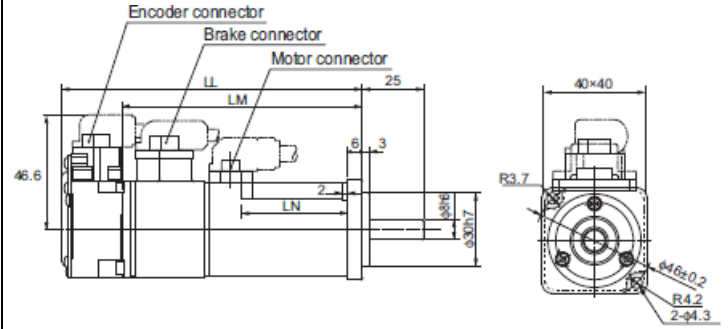 Encoder connector
Brake connector
Motor connector
LL
25
40×40
LM
6
3
46.6
R3.7
2
LN
ϕ8h6
ϕ30h7
ϕ46±0.2
R4.2
2-ϕ4.3